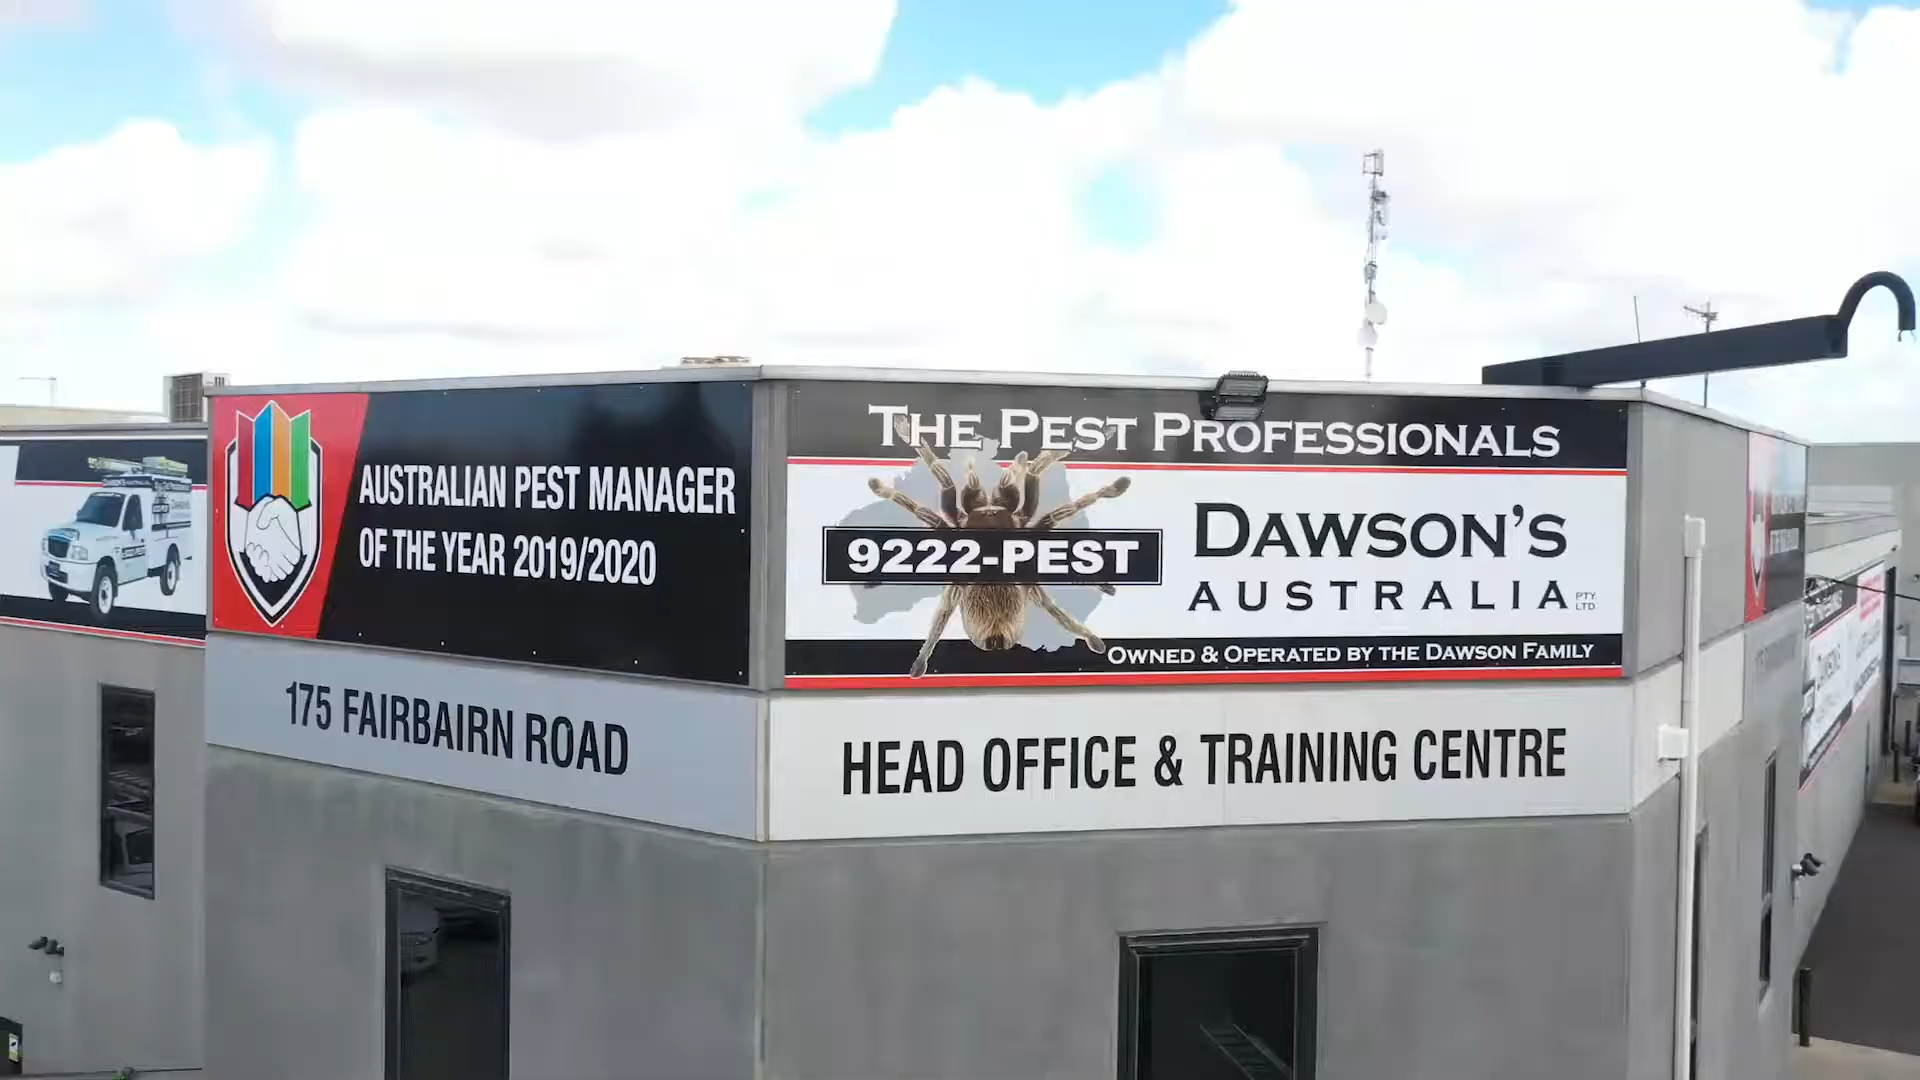 AUSTRALIAN PEST MANAGER
OF THE YEAR 2019/2020
175 FAIRBAIRN ROAD
THE PEST PROFESSIONALS
9222-PEST
DAWSON'S
AUSTRALIA PTY. LTD.
OWNED & OPERATED BY THE DAWSON FAMILY
HEAD OFFICE & TRAINING CENTRE